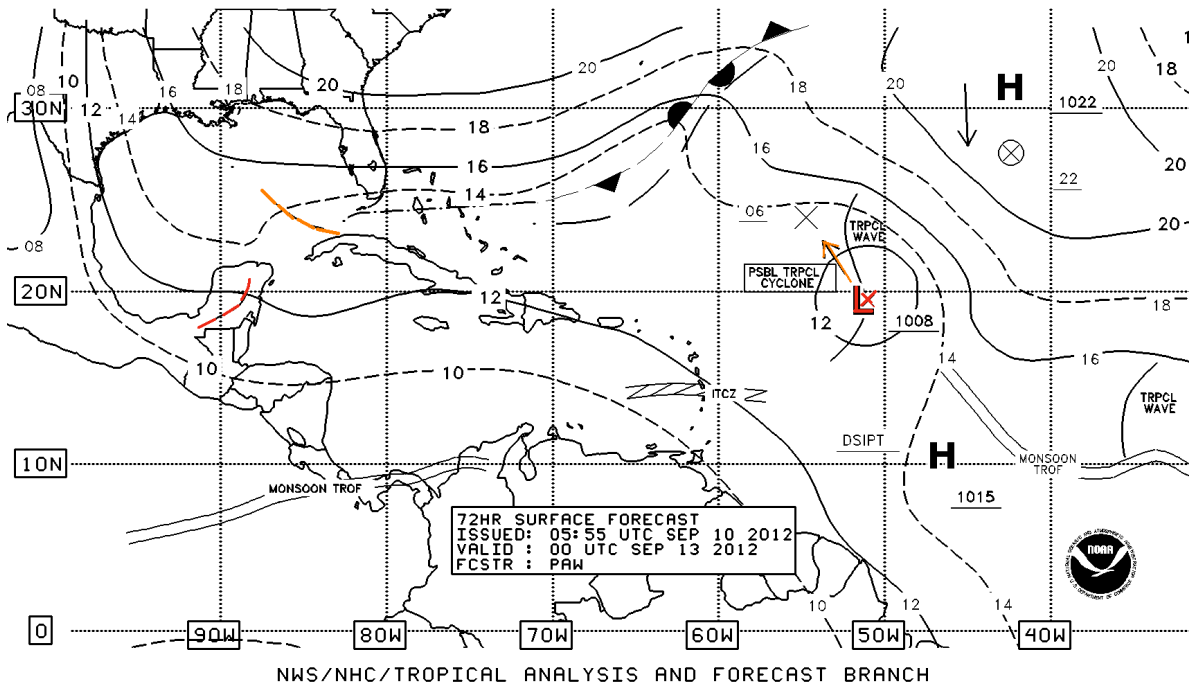 08
10
16
18
20
20
20
20
18
H
30N
12
14
1022
18
16
16
20
14
22
06
TRPCL
WAVE
20
08
PSBL TRPCL
CYCLONE
20N
12
L
18
12
1008
14
16
10
10
ITCZ
TRPCL
WAVE
DSIPT
H
10N
MONSOON
TROF
MONSOON TROF
1015
72HR SURFACE FORECAST
ISSUED: 05:55 UTC SEP 10 2012
VALID : 00 UTC SEP 13 2012
FCSTR : PAW
NOAA
10
12
14
0
90W
80W
70W
60W
50W
40W
NWS/NHC/TROPICAL ANALYSIS AND FORECAST BRANCH